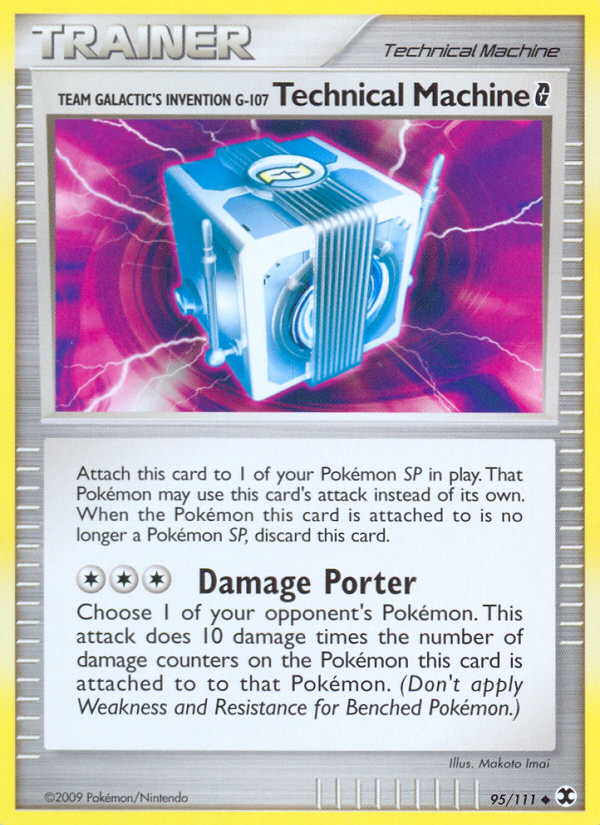 TRAINER
Technical Machine
TEAM GALACTIC'S INVENTION G-107 Technical Machine G
Attach this card to 1 of your Pokémon SP in play. That
Pokémon may use this card's attack instead of its own.
When the Pokémon this card is attached to is no
longer a Pokémon SP, discard this card.
Damage Porter
Choose 1 of your opponent's Pokémon. This
attack does 10 damage times the number of
damage counters on the Pokémon this card is
attached to to that Pokémon. (Don't apply
Weakness and Resistance for Benched Pokémon.)
Illus. Makoto Imai
©2009 Pokémon/Nintendo
95/111